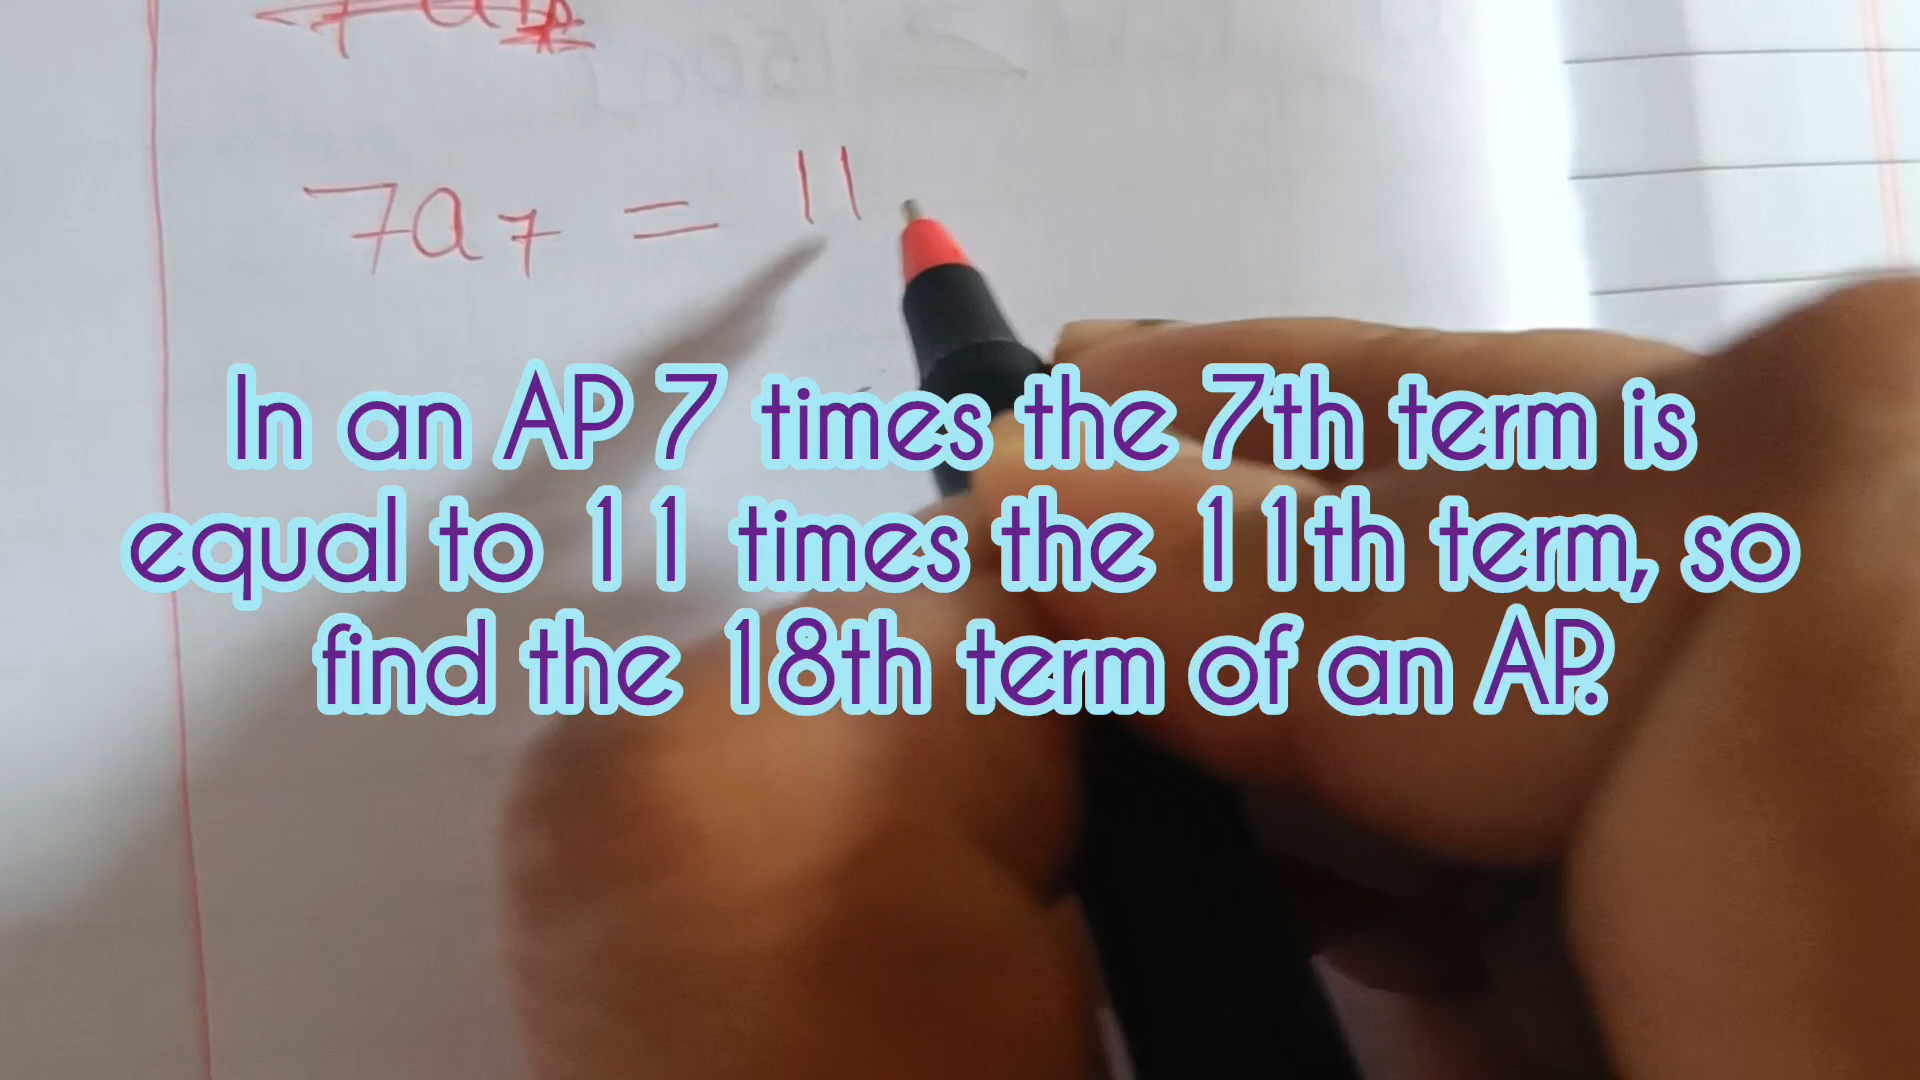 7a7 = 11
In an AP 7 times the 7th term is
equal to 11 times the 11th term, so
find the 18th term of an AP.